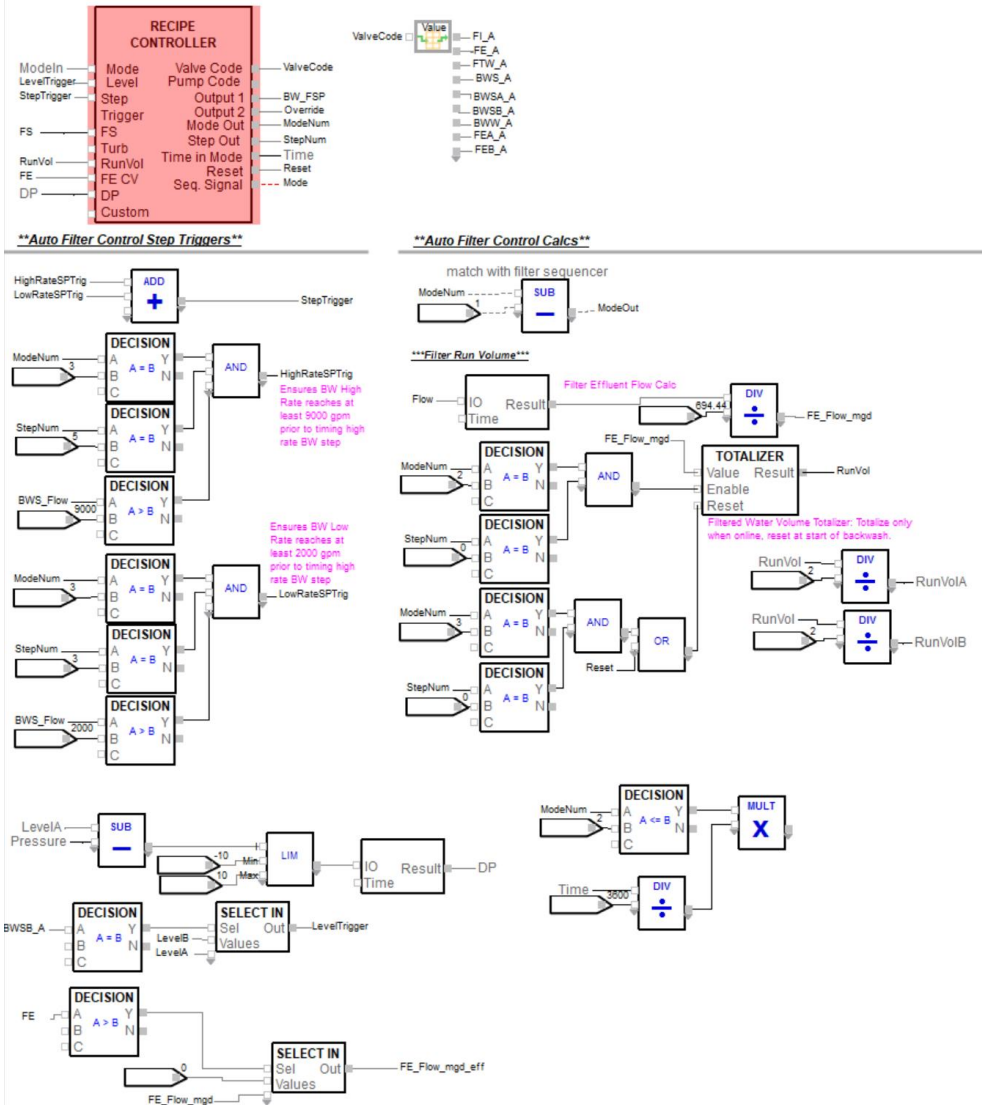 RECIPE
CONTROLLER
ModeIn Mode Valve Code ValveCode
LevelTrigger Level Pump Code
StepTrigger Step Output 1 BW_FSP
Trigger Output 2 Override
FS FS Mode Out ModeNum
Turb Step Out StepNum
RunVol RunVol Time in Mode Time
FE FE CV Reset Reset
DP DP Seq. Signal Mode
Custom
ValveCode Value FI_A
FE_A
FTW_A
BWS_A
BWSA_A
BWSB_A
BWW_A
FEA_A
FEB_A
**Auto Filter Control Step Triggers**
HighRateSPTrig ADD
LowRateSPTrig + StepTrigger
DECISION
ModeNum A Y
3 B A = B N
C
AND HighRateSPTrig
Ensures BW High
Rate reaches at
least 9000 gpm
prior to timing high
rate BW step
DECISION
StepNum A Y
5 B A = B N
C
DECISION
BWS_Flow A Y
9000 B A > B N
C
Ensures BW Low
Rate reaches at
least 2000 gpm
prior to timing high
rate BW step
DECISION
ModeNum A Y
3 B A = B N
C
AND LowRateSPTrig
DECISION
StepNum A Y
3 B A = B N
C
DECISION
BWS_Flow A Y
2000 B A > B N
C
**Auto Filter Control Calcs**
match with filter sequencer
ModeNum SUB
1 – ModeOut
***Filter Run Volume***
Flow IO Result
Time
Filter Effluent Flow Calc
694.44 DIV
÷ FE_Flow_mgd
FE_Flow_mgd TOTALIZER
Value Result RunVol
Enable
Reset
Filtered Water Volume Totalizer: Totalize only
when online, reset at start of backwash.
DECISION
ModeNum A Y
2 B A = B N
C
AND
DECISION
StepNum A Y
0 B A = B N
C
DECISION
ModeNum A Y
3 B A = B N
C
AND
OR
Reset
DECISION
StepNum A Y
0 B A = B N
C
RunVol DIV
2 ÷ RunVolA
RunVol DIV
2 ÷ RunVolB
LevelA SUB
Pressure –
-10 Min LIM
10 Max
IO Result DP
Time
DECISION
BWSB_A A Y
B A = B N
C
SELECT IN
Sel Out LevelTrigger
LevelB Values
LevelA
DECISION
FE A Y
B A > B N
C
SELECT IN
Sel Out FE_Flow_mgd_eff
0 Values
FE_Flow_mgd
DECISION
ModeNum A Y
2 B A <= B N
C
MULT
X
Time DIV
3600 ÷